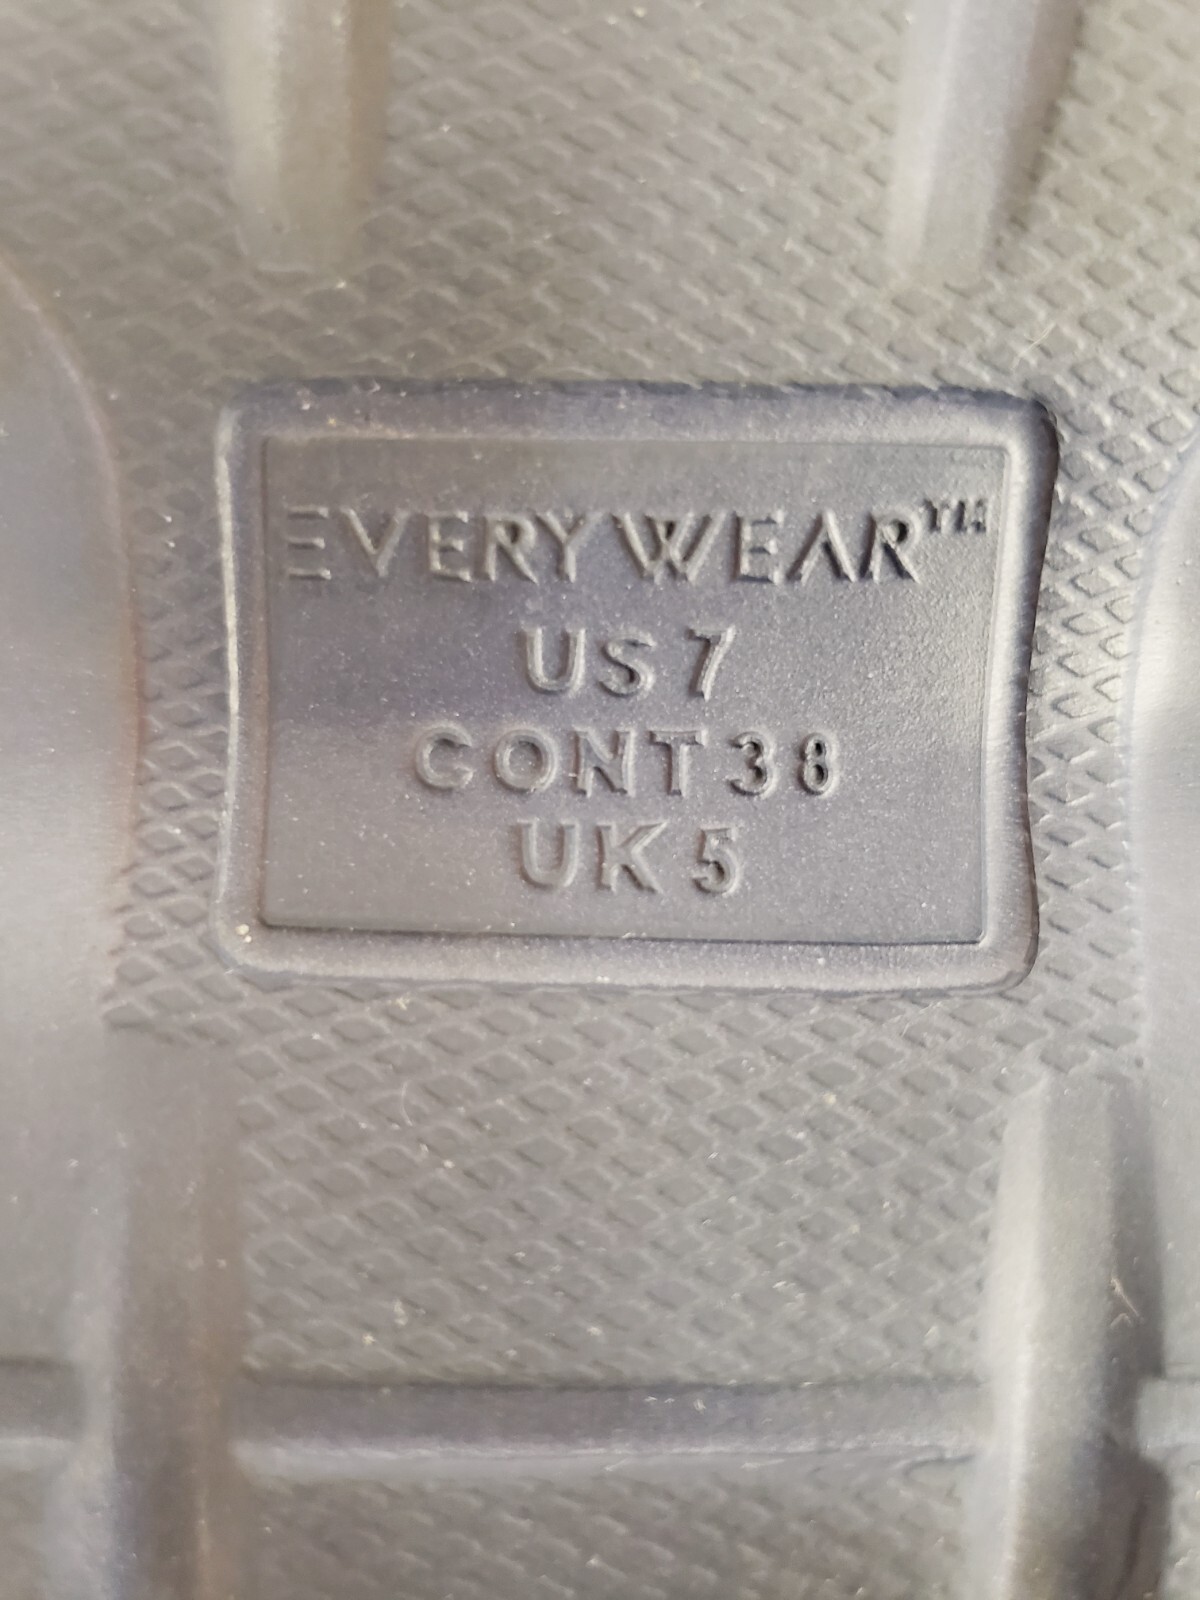 EVERYWEAR™
US 7
CONT 38
UK 5